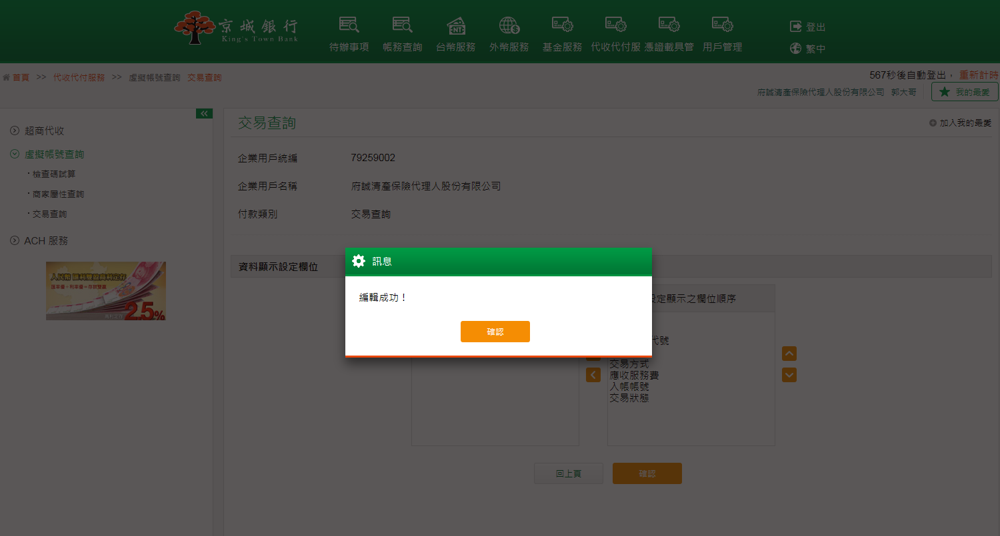 京城銀行
King's Town Bank
待辦事項 帳務查詢 台幣服務 外幣服務 基金服務 代收代付服 憑證載具管 用戶管理
NT
$
登出
繁中
首頁 >> 代收代付服務 >> 虛擬帳號查詢 交易查詢
567秒後自動登出， 重新計時
府誠清產保險代理人股份有限公司 郭大哥
我的最愛
超商代收
虛擬帳號查詢
檢查碼試算
商家屬性查詢
交易查詢
ACH 服務
2.5%
交易查詢
加入我的最愛
企業用戶統編 79259002
企業用戶名稱 府誠清產保險代理人股份有限公司
付款類別 交易查詢
資料顯示設定欄位
定顯示之欄位順序
代號
交易方式
應收服務費
入帳帳號
交易狀態
回上頁 確認
訊息
編輯成功！
確認